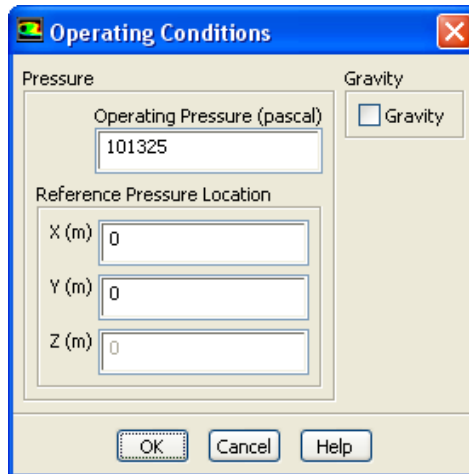 Operating Conditions
Pressure
Operating Pressure (pascal)
101325
Reference Pressure Location
X (m) 0
Y (m) 0
Z (m) 0
Gravity
Gravity
OK Cancel Help